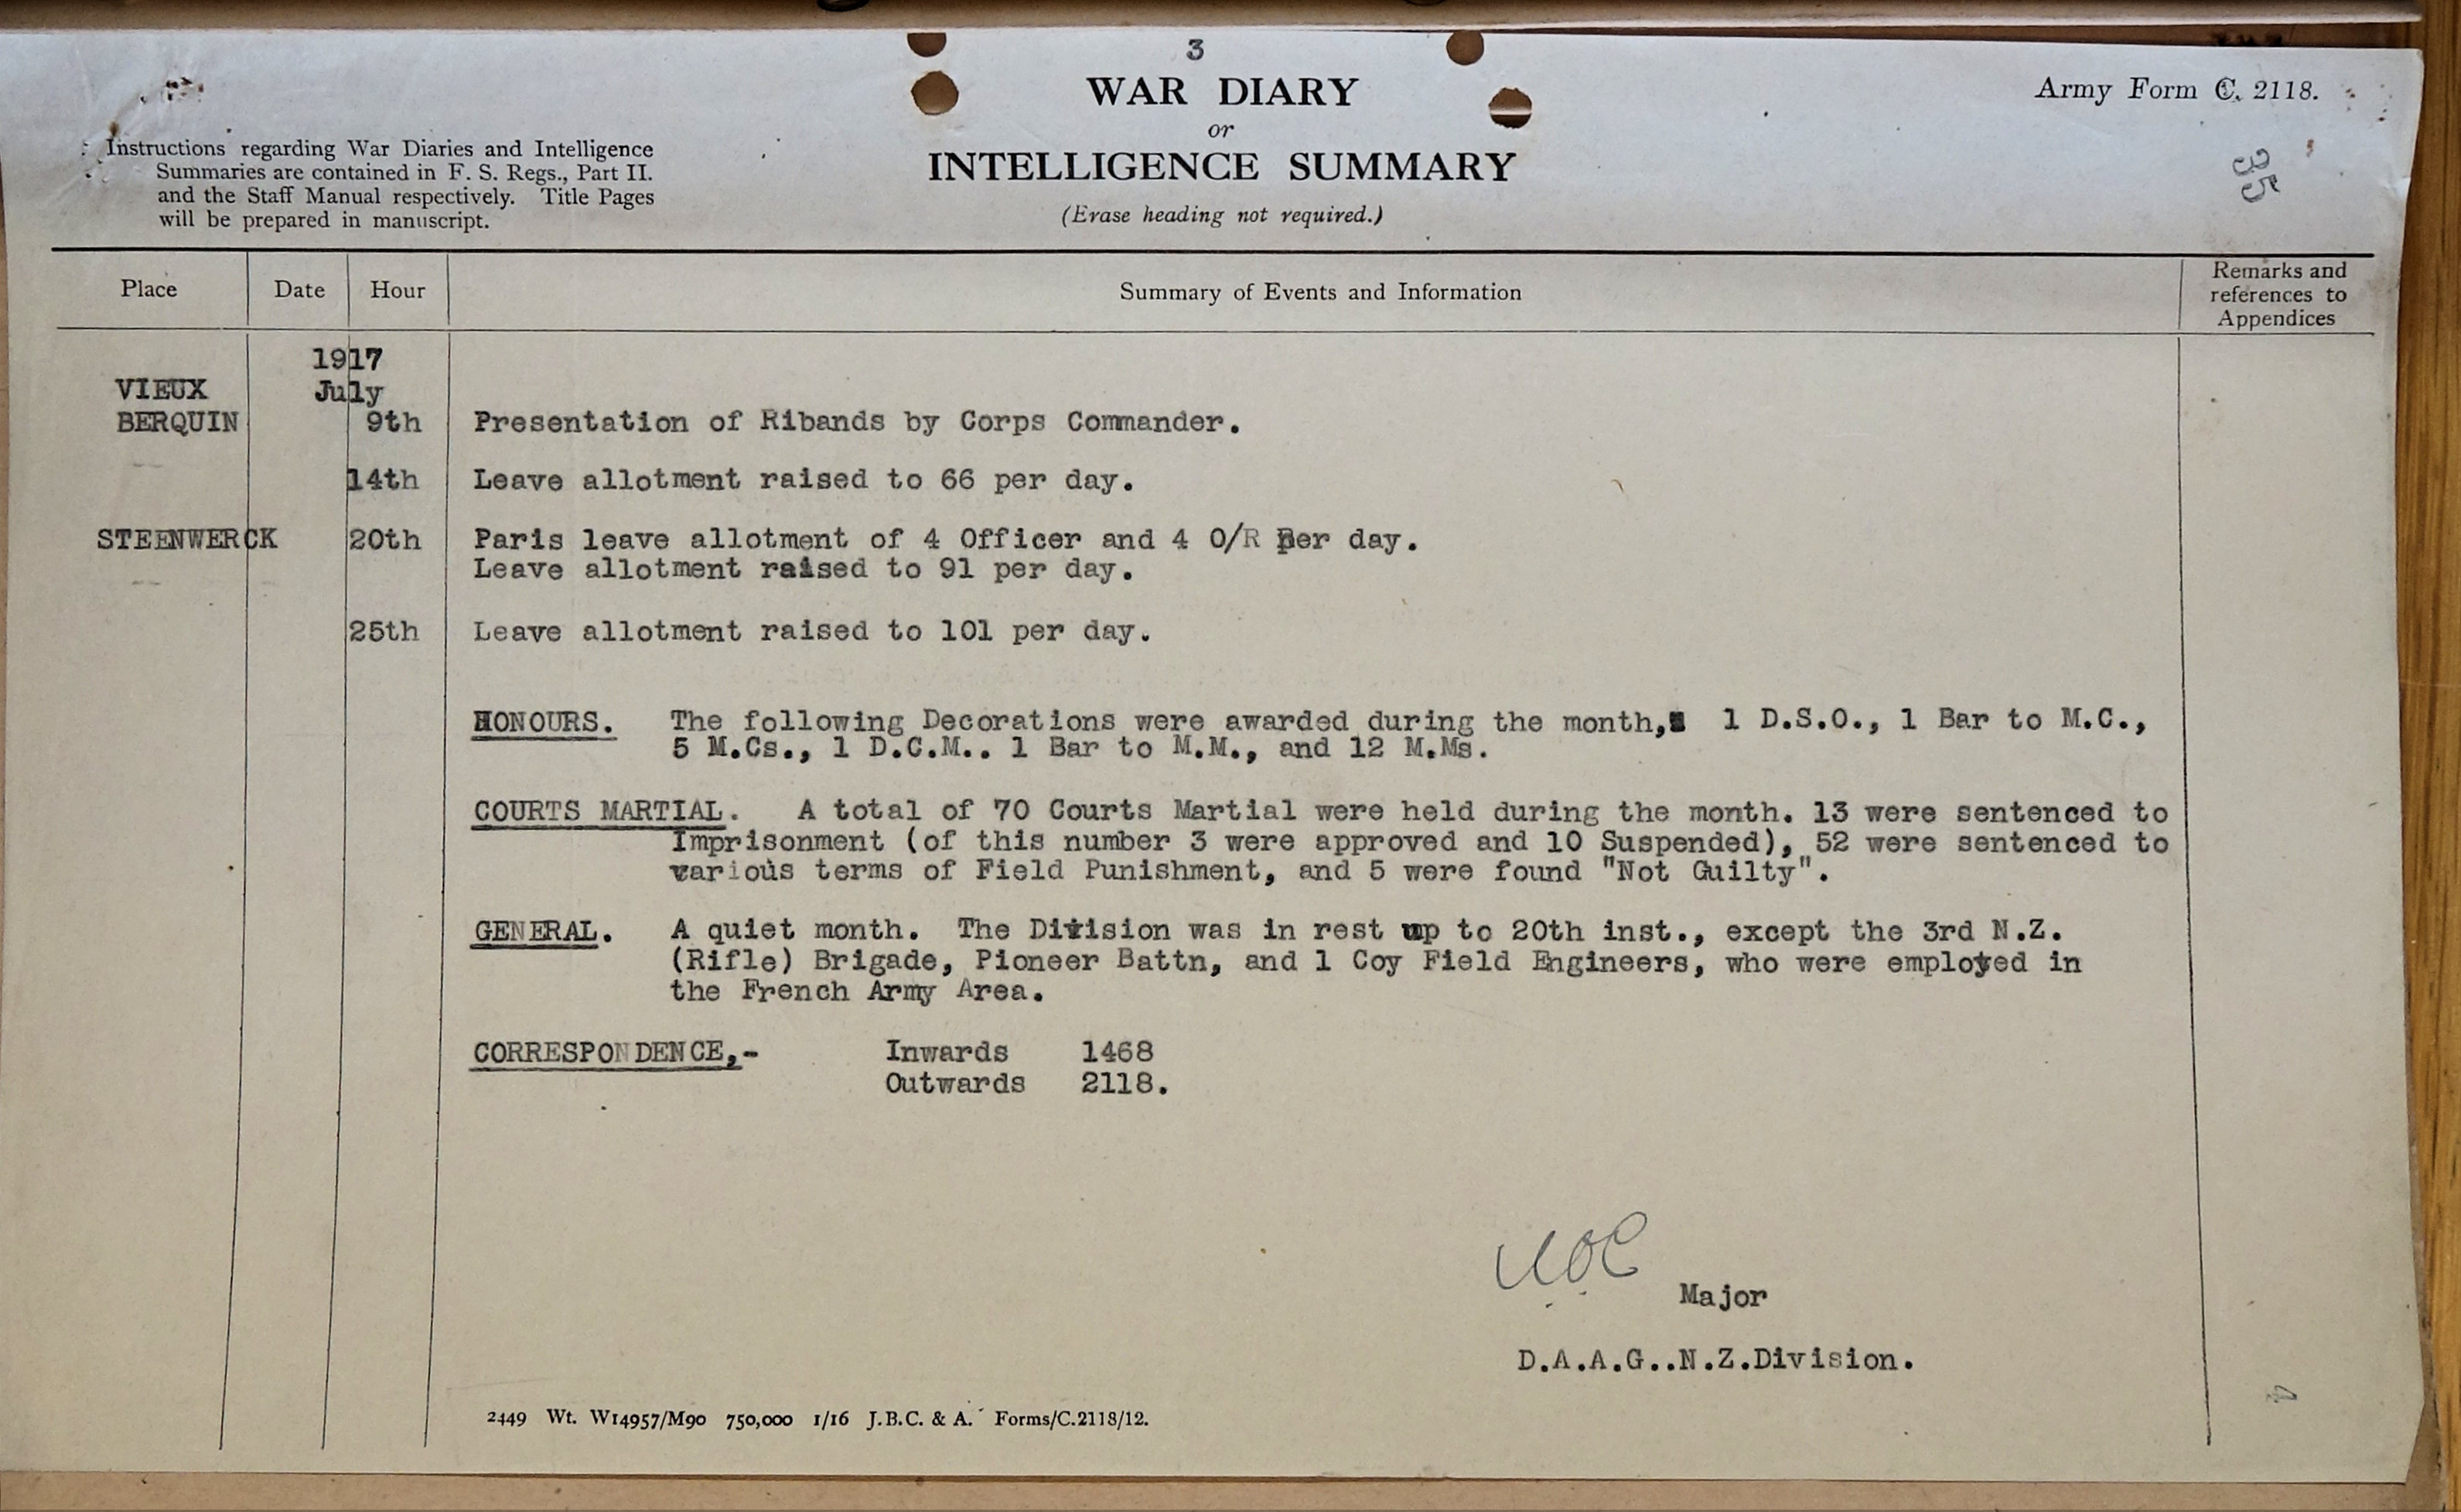 3
WAR DIARY
or
INTELLIGENCE SUMMARY
(Erase heading not required.)
Army Form C. 2118.
35
Instructions regarding War Diaries and Intelligence
Summaries are contained in F. S. Regs., Part II.
and the Staff Manual respectively. Title Pages
will be prepared in manuscript.
Place Date Hour Summary of Events and Information Remarks and
references to
Appendices
1917
VIEUX July
BERQUIN 9th Presentation of Ribands by Corps Commander.
14th Leave allotment raised to 66 per day.
STEENWERCK 20th Paris leave allotment of 4 Officer and 4 O/R per day.
Leave allotment raised to 91 per day.
25th Leave allotment raised to 101 per day.
HONOURS. The following Decorations were awarded during the month, 1 D.S.O., 1 Bar to M.C.,
5 M.Cs., 1 D.C.M.. 1 Bar to M.M., and 12 M.Ms.
COURTS MARTIAL. A total of 70 Courts Martial were held during the month. 13 were sentenced to
Imprisonment (of this number 3 were approved and 10 Suspended), 52 were sentenced to
various terms of Field Punishment, and 5 were found "Not Guilty".
GENERAL. A quiet month. The Division was in rest up to 20th inst., except the 3rd N.Z.
(Rifle) Brigade, Pioneer Battn, and 1 Coy Field Engineers, who were employed in
the French Army Area.
CORRESPONDENCE,- Inwards 1468
Outwards 2118.
Major
D.A.A.G..N.Z.Division.
4
2449 Wt. W14957/M90 750,000 1/16 J.B.C. & A. Forms/C.2118/12.